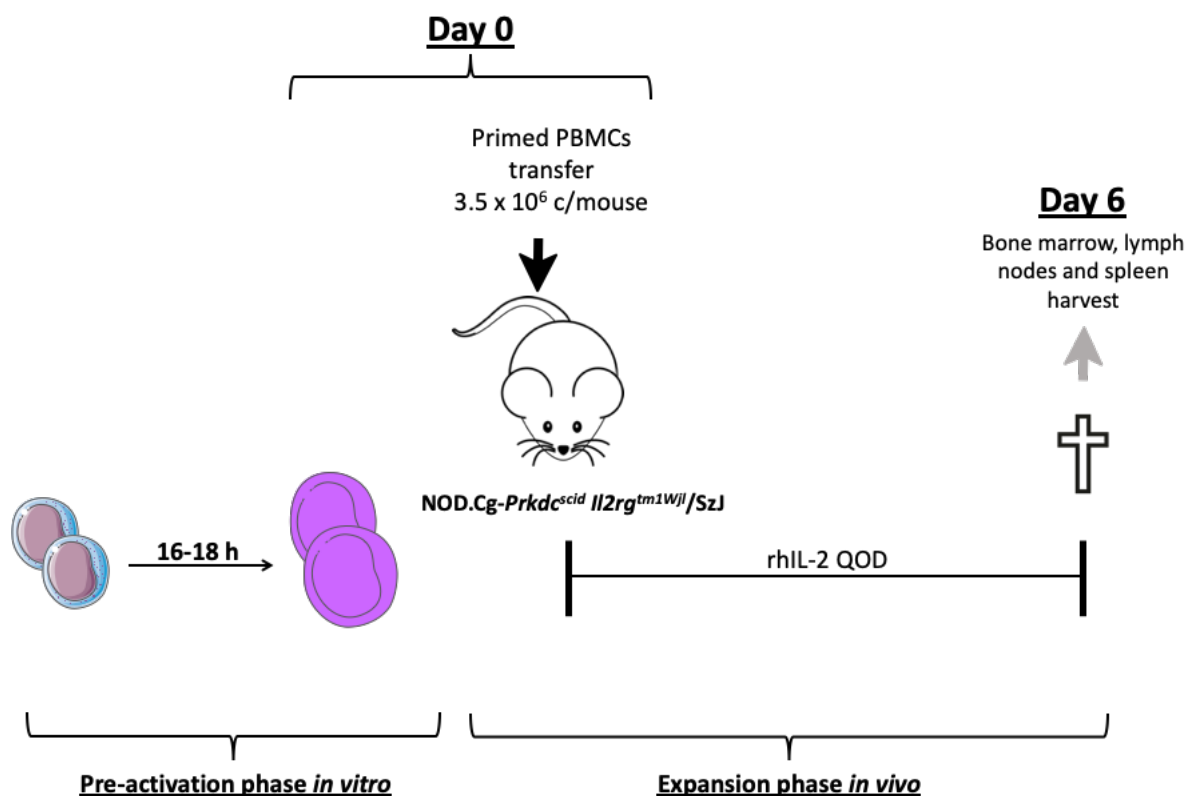 Day 0
Primed PBMCs
transfer
3.5 x 10⁶ c/mouse
Day 6
Bone marrow, lymph
nodes and spleen
harvest
NOD.Cg-Prkdcˢᶜⁱᵈ Il2rgᵗᵐ¹ᵂʲˡ/SzJ
16-18 h
rhIL-2 QOD
Pre-activation phase in vitro
Expansion phase in vivo